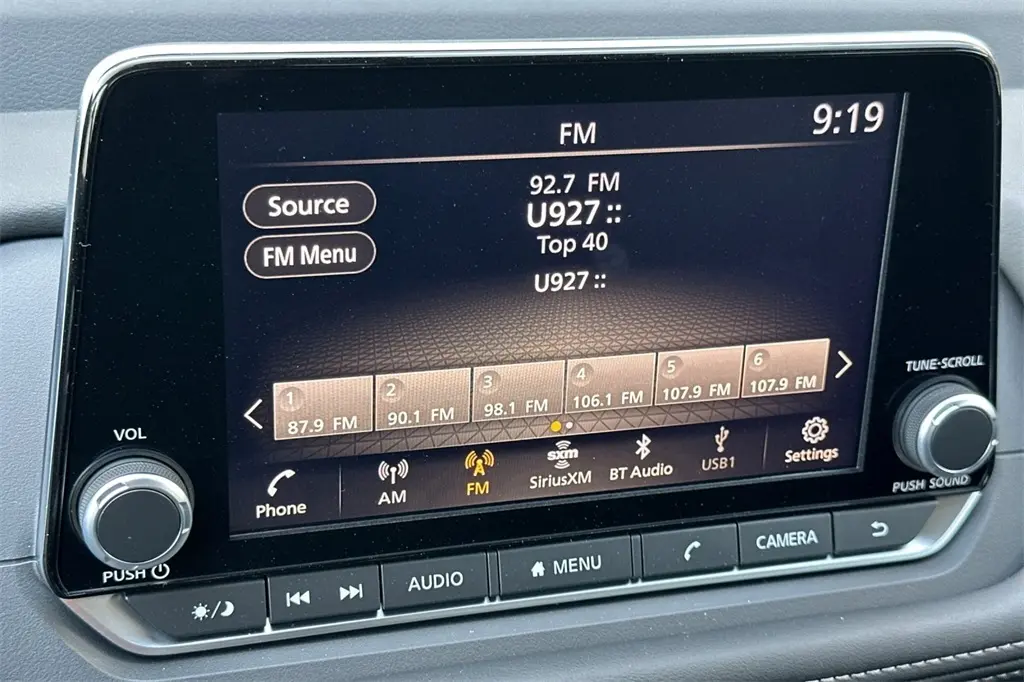 FM
9:19
Source
92.7 FM
U927 ::
FM Menu
Top 40
U927 ::
1
87.9 FM
2
90.1 FM
3
98.1 FM
4
106.1 FM
5
107.9 FM
6
107.9 FM
Phone
AM
FM
sxm
SiriusXM
BT Audio
USB1
Settings
VOL
PUSH
TUNE·SCROLL
PUSH SOUND
AUDIO
MENU
CAMERA